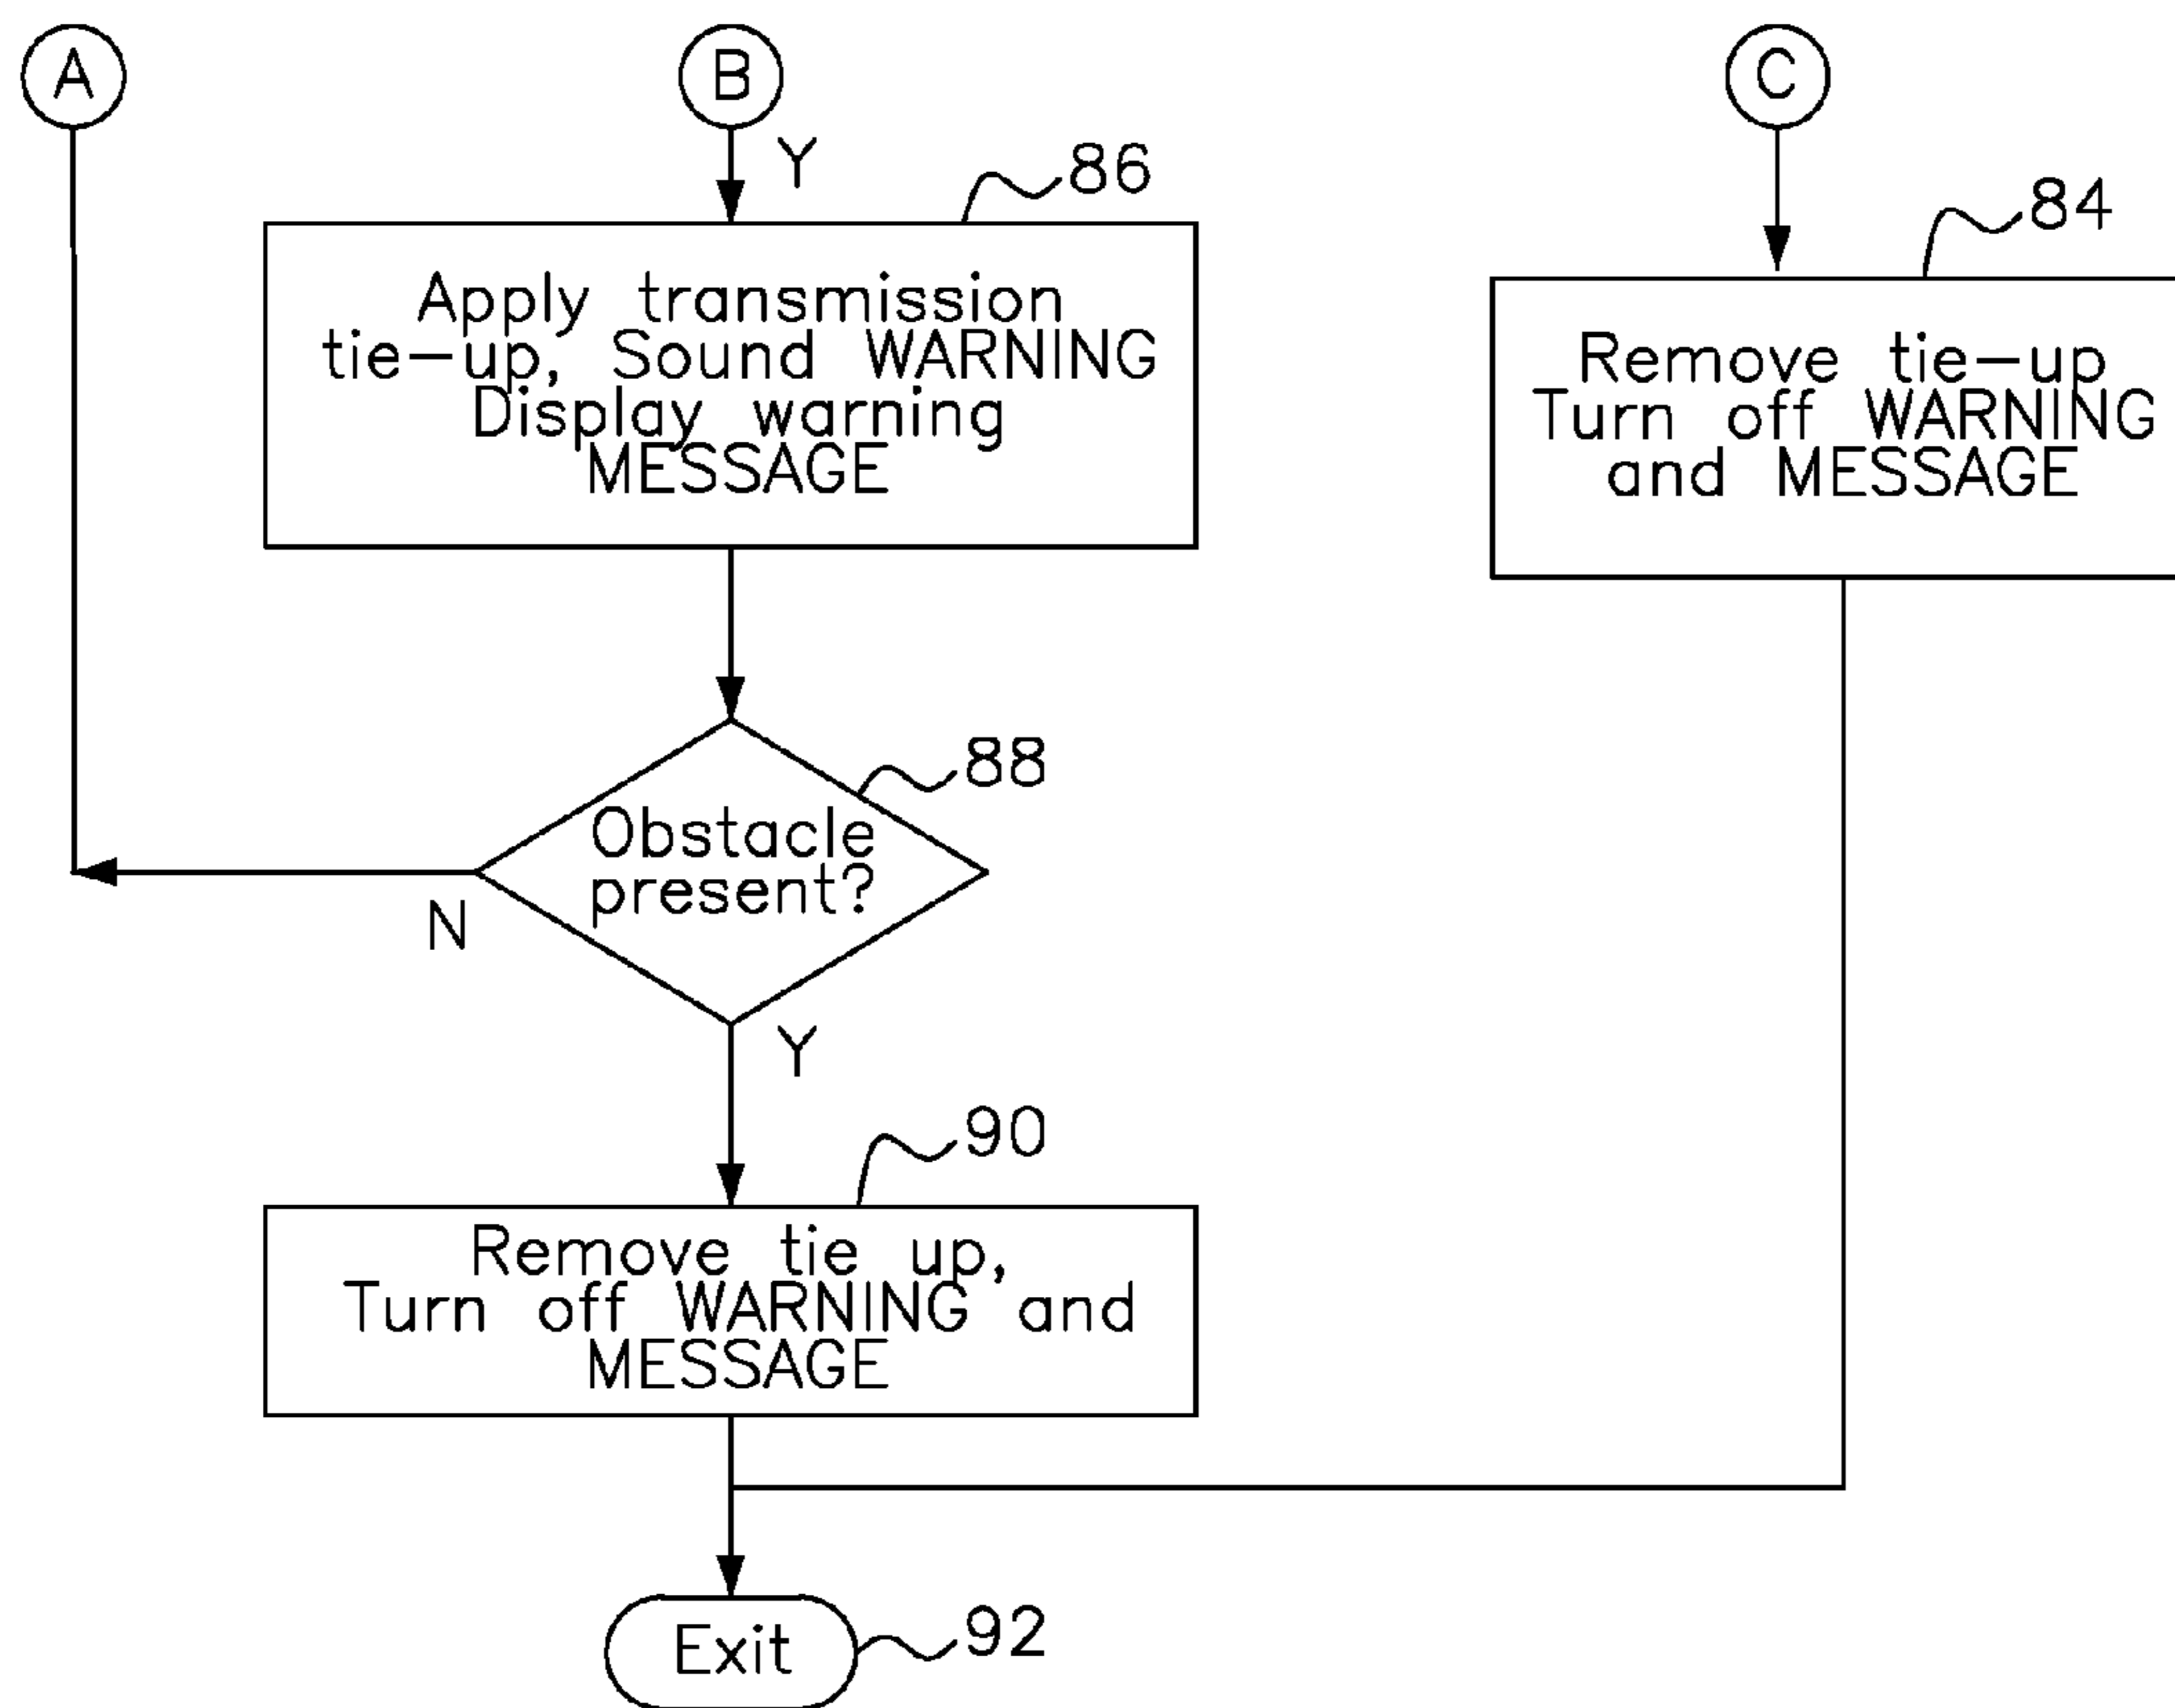 A
B
C
Y
86
84
Apply transmission
tie-up, Sound WARNING
Display warning
MESSAGE
Remove tie-up
Turn off WARNING
and MESSAGE
88
Obstacle
present?
N
Y
90
Remove tie up,
Turn off WARNING and
MESSAGE
Exit
92